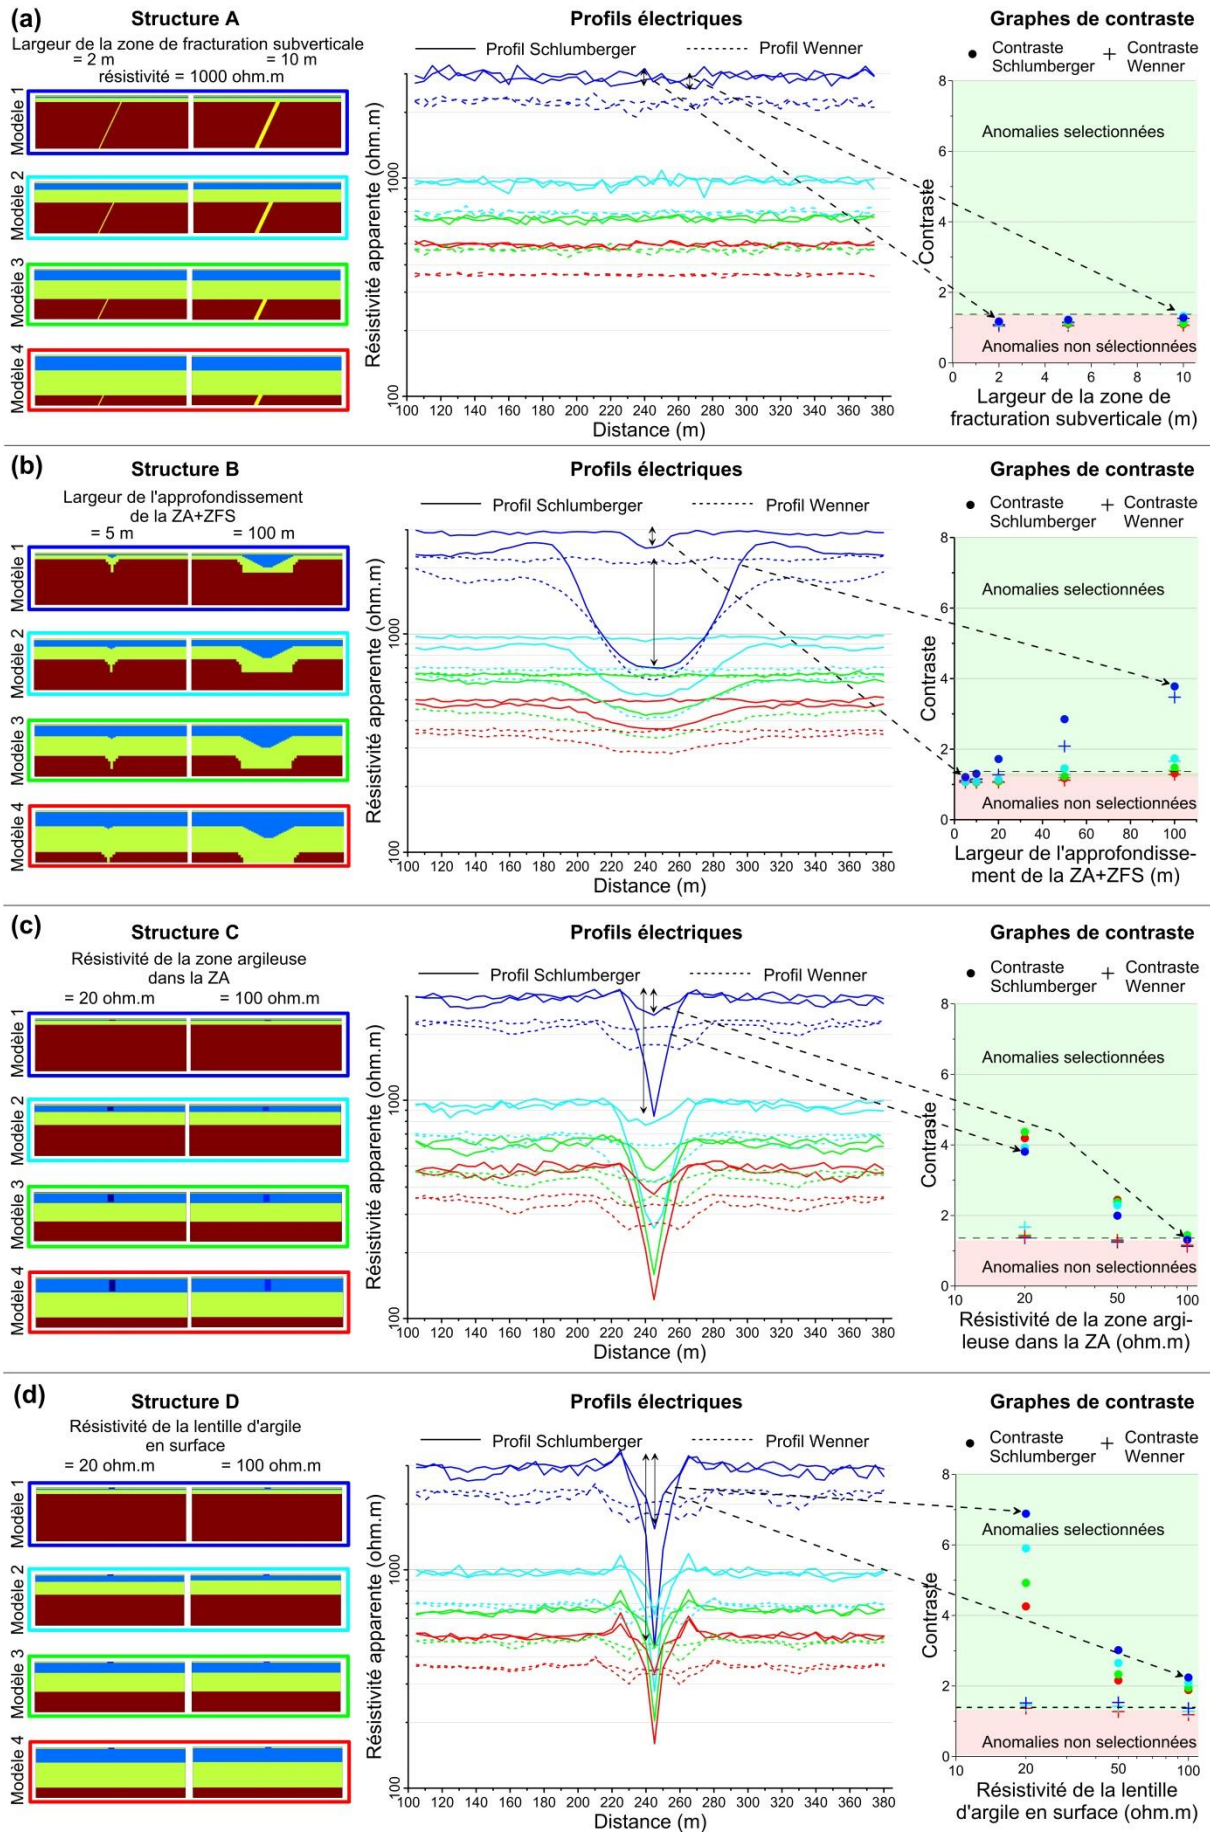 (a)
Structure A
Largeur de la zone de fracturation subverticale
= 2 m
= 10 m
résistivité = 1000 ohm.m
Modèle 1
Modèle 2
Modèle 3
Modèle 4
Profils électriques
Profil Schlumberger
Profil Wenner
Résistivité apparente (ohm.m)
1000
100
100 120 140 160 180 200 220 240 260 280 300 320 340 360 380
Distance (m)
Graphes de contraste
Contraste Schlumberger
Contraste Wenner
Contraste
8
6
4
2
0
Anomalies selectionnées
Anomalies non sélectionnées
0 2 4 6 8 10
Largeur de la zone de
fracturation subverticale (m)
(b)
Structure B
Largeur de l'approfondissement
de la ZA+ZFS
= 5 m
= 100 m
Modèle 1
Modèle 2
Modèle 3
Modèle 4
Profils électriques
Profil Schlumberger
Profil Wenner
Résistivité apparente (ohm.m)
1000
100
100 120 140 160 180 200 220 240 260 280 300 320 340 360 380
Distance (m)
Graphes de contraste
Contraste Schlumberger
Contraste Wenner
Contraste
8
6
4
2
0
Anomalies selectionnées
Anomalies non selectionnées
0 20 40 60 80 100
Largeur de l'approfondisse-
ment de la ZA+ZFS (m)
(c)
Structure C
Résistivité de la zone argileuse
dans la ZA
= 20 ohm.m
= 100 ohm.m
Modèle 1
Modèle 2
Modèle 3
Modèle 4
Profils électriques
Profil Schlumberger
Profil Wenner
Résistivité apparente (ohm.m)
1000
100
100 120 140 160 180 200 220 240 260 280 300 320 340 360 380
Distance (m)
Graphes de contraste
Contraste Schlumberger
Contraste Wenner
Contraste
8
6
4
2
0
Anomalies selectionnées
Anomalies non selectionnées
10 20 50 100
Résistivité de la zone argi-
leuse dans la ZA (ohm.m)
(d)
Structure D
Résistivité de la lentille d'argile
en surface
= 20 ohm.m
= 100 ohm.m
Modèle 1
Modèle 2
Modèle 3
Modèle 4
Profils électriques
Profil Schlumberger
Profil Wenner
Résistivité apparente (ohm.m)
1000
100
100 120 140 160 180 200 220 240 260 280 300 320 340 360 380
Distance (m)
Graphes de contraste
Contraste Schlumberger
Contraste Wenner
Contraste
8
6
4
2
0
Anomalies selectionnées
Anomalies non selectionnées
10 20 50 100
Résistivité de la lentille
d'argile en surface (ohm.m)